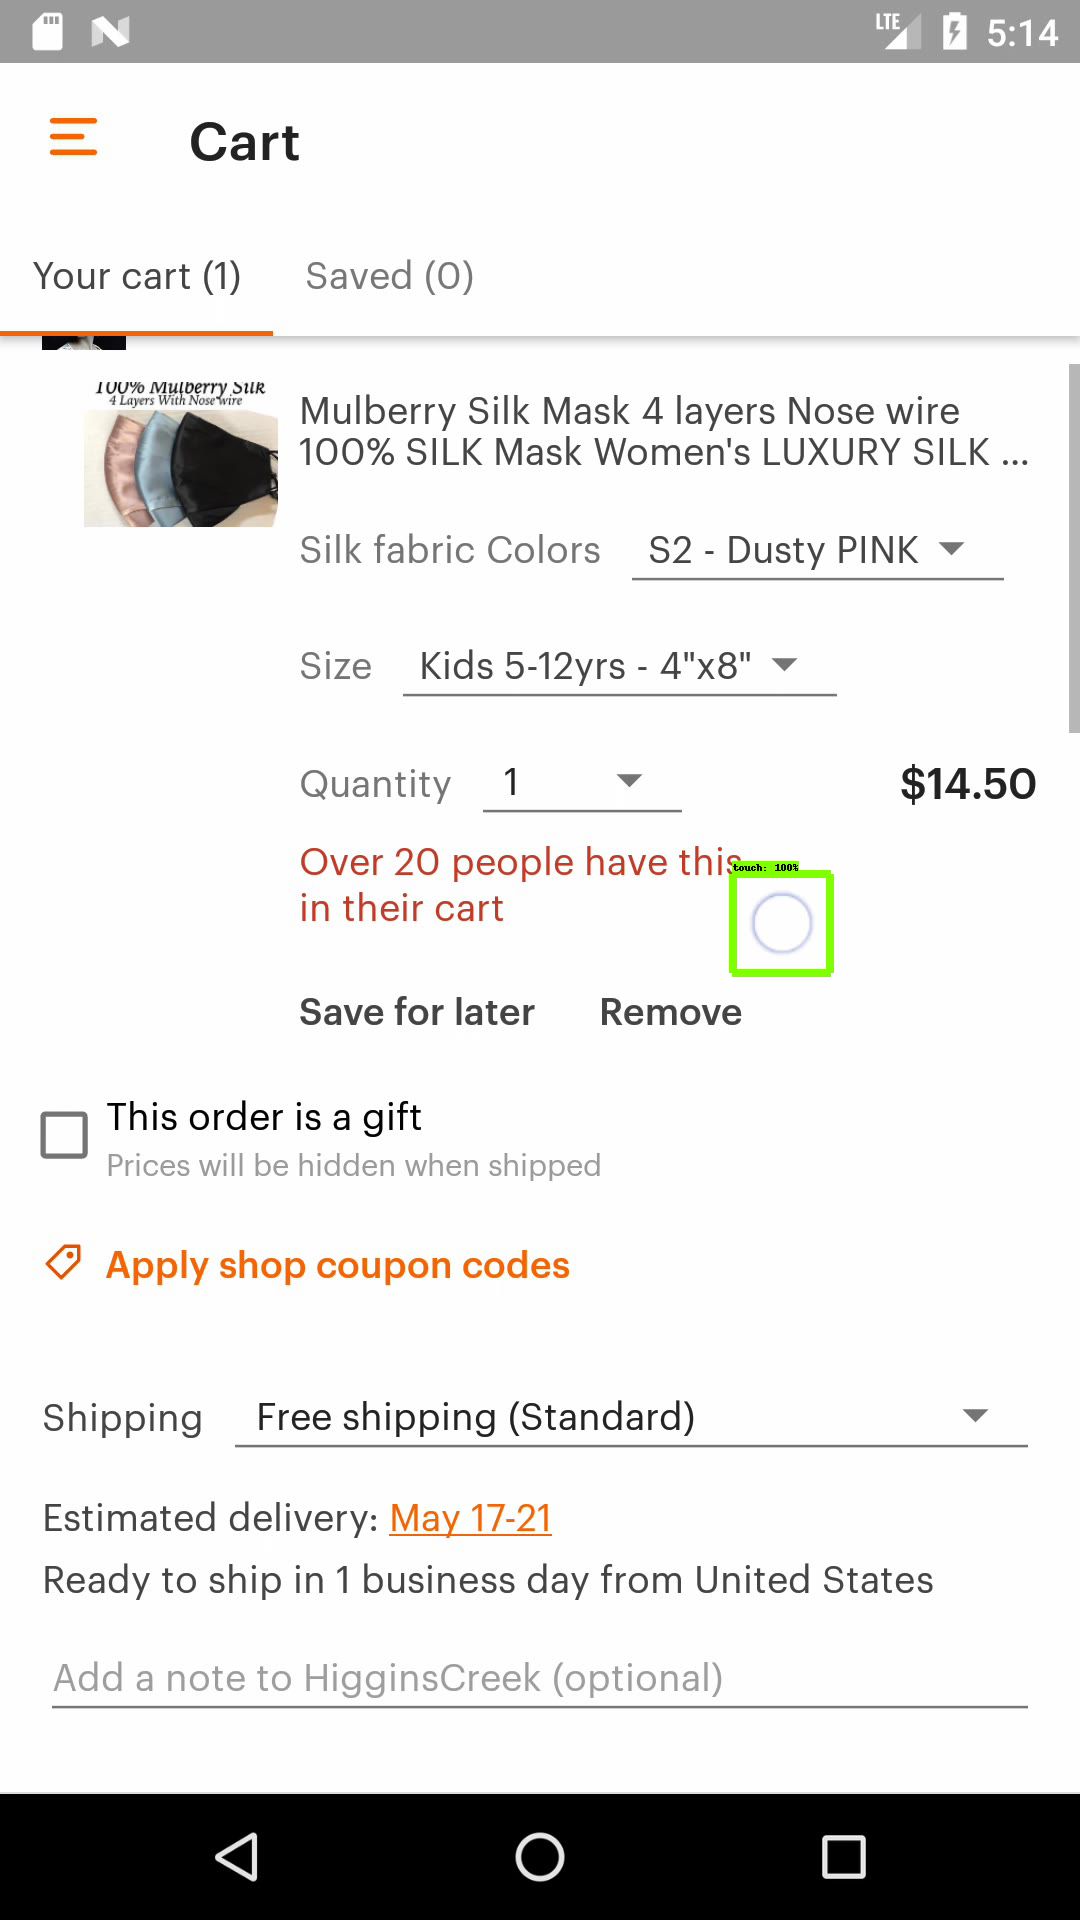 LTE 5:14
Cart
Your cart (1) Saved (0)
100% Mulberry Silk
4 Layers With Nose wire
Mulberry Silk Mask 4 layers Nose wire
100% SILK Mask Women's LUXURY SILK ...
Silk fabric Colors S2 - Dusty PINK
Size Kids 5-12yrs - 4"x8"
Quantity 1 $14.50
Over 20 people have this
in their cart
touch: 100%
Save for later Remove
This order is a gift
Prices will be hidden when shipped
Apply shop coupon codes
Shipping Free shipping (Standard)
Estimated delivery: May 17-21
Ready to ship in 1 business day from United States
Add a note to HigginsCreek (optional)